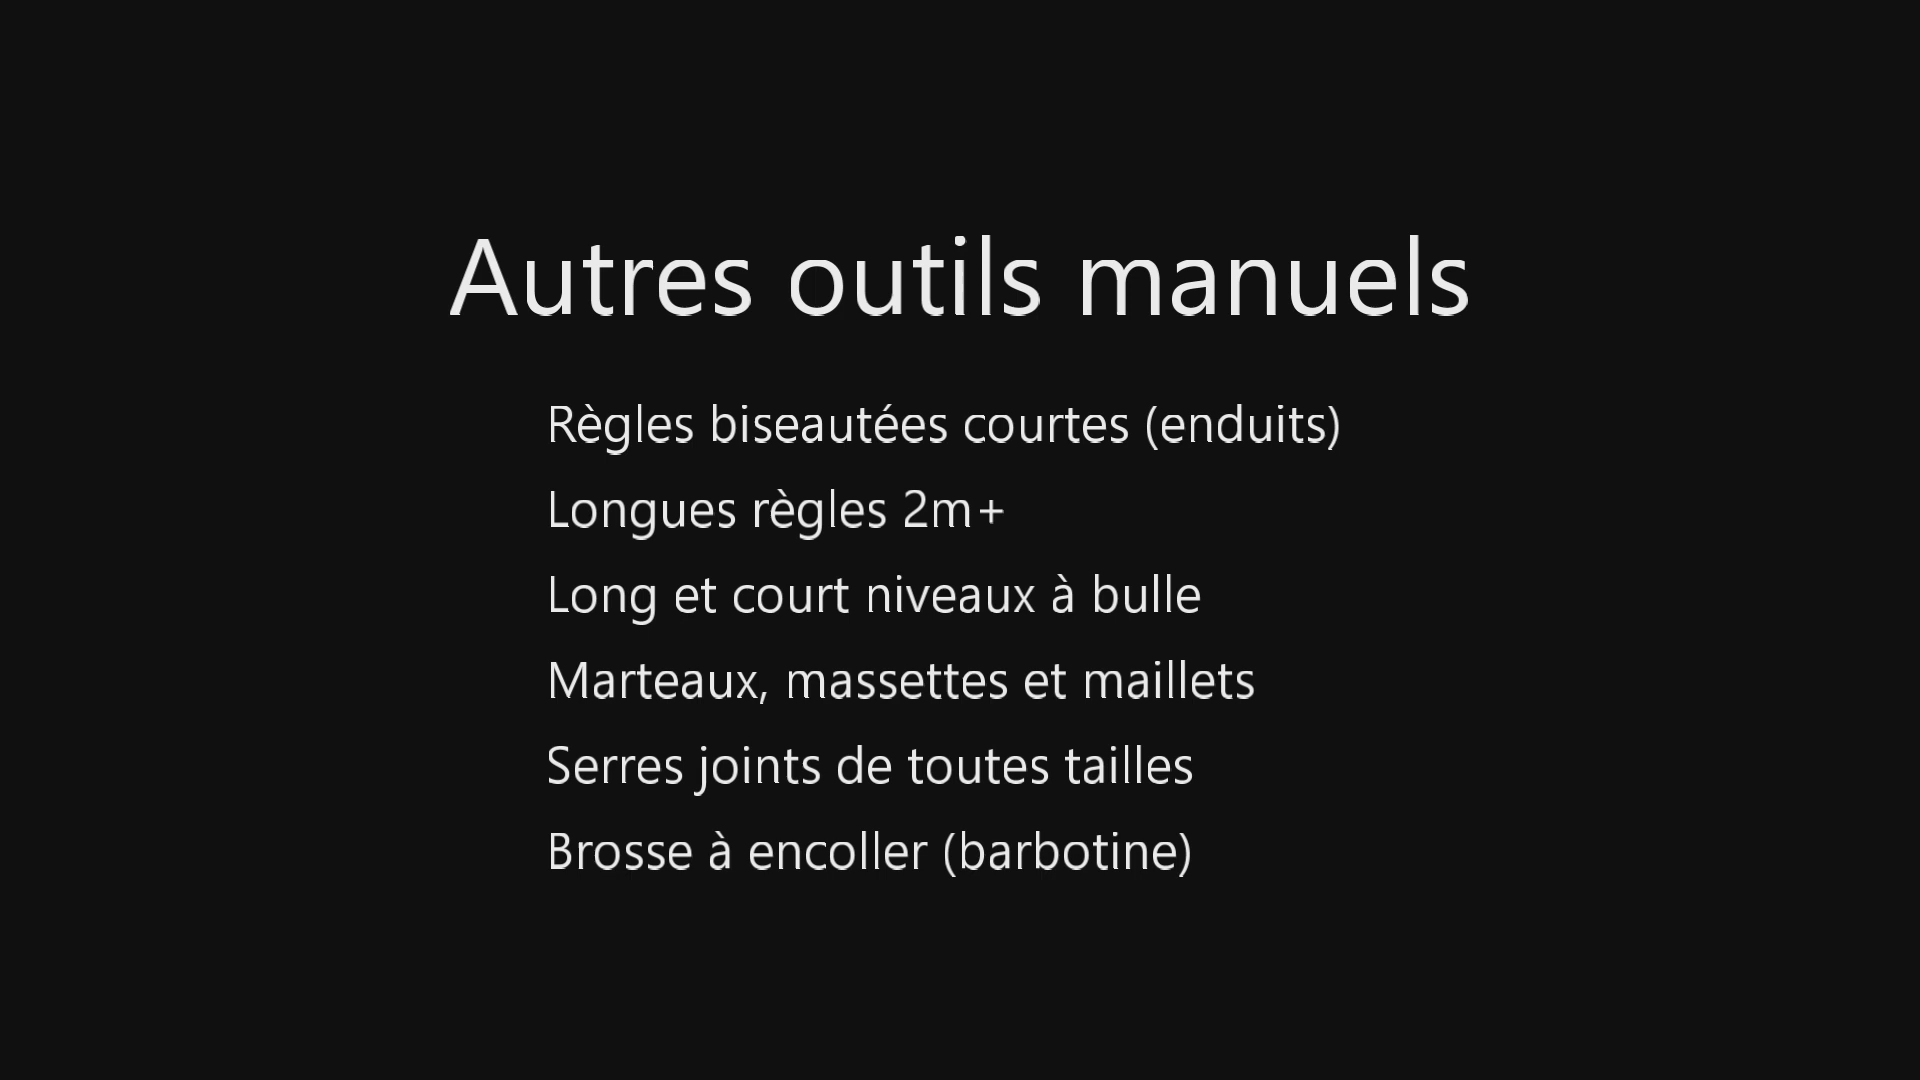 Autres outils manuels
Règles biseautées courtes (enduits)
Longues règles 2m+
Long et court niveaux à bulle
Marteaux, massettes et maillets
Serres joints de toutes tailles
Brosse à encoller (barbotine)